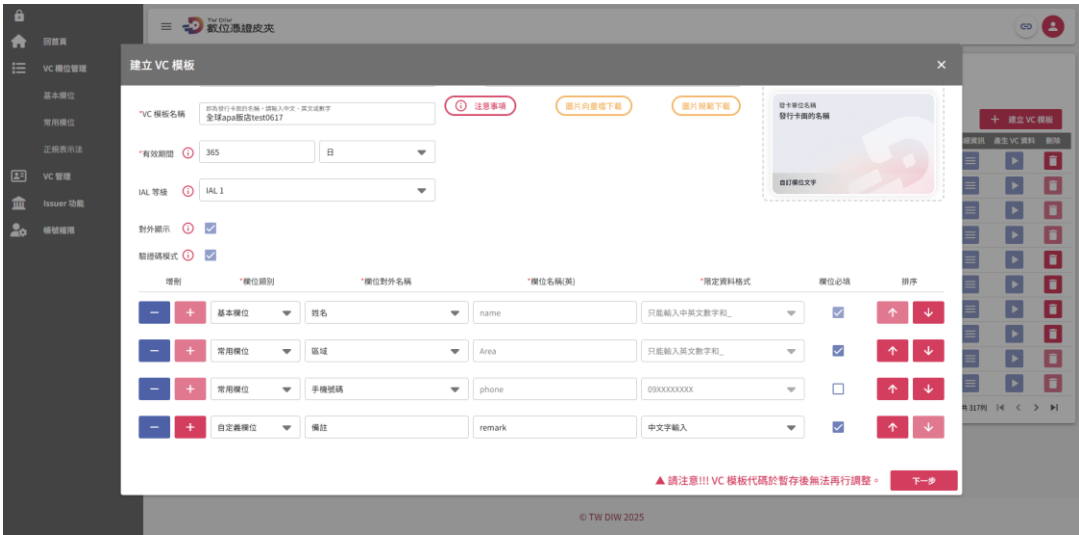 回首頁
VC 欄位管理
基本欄位
常用欄位
正規表示法
VC 管理
Issuer 功能
帳號權限
TW DIW
數位憑證皮夾
建立 VC 模板
資訊 產生 VC 資料 刪除
共 317列
建立 VC 模板
*VC 模板名稱
即為發行卡面的名稱,請輸入中文、英文或數字
全球apa飯店test0617
注意事項
圖片向量檔下載
圖片規範下載
發卡單位名稱
發行卡面的名稱
自訂欄位文字
*有效期間 365 日
IAL 等級 IAL 1
對外顯示
驗證碼模式
增刪 *欄位類別 *欄位對外名稱 *欄位名稱(英) *限定資料格式 欄位必填 排序
基本欄位 姓名 name 只能輸入中英文數字和_
常用欄位 區域 Area 只能輸入英文數字和_
常用欄位 手機號碼 phone 09XXXXXXXX
自定義欄位 備註 remark 中文字輸入
請注意!!! VC 模板代碼於暫存後無法再行調整。
下一步
© TW DIW 2025